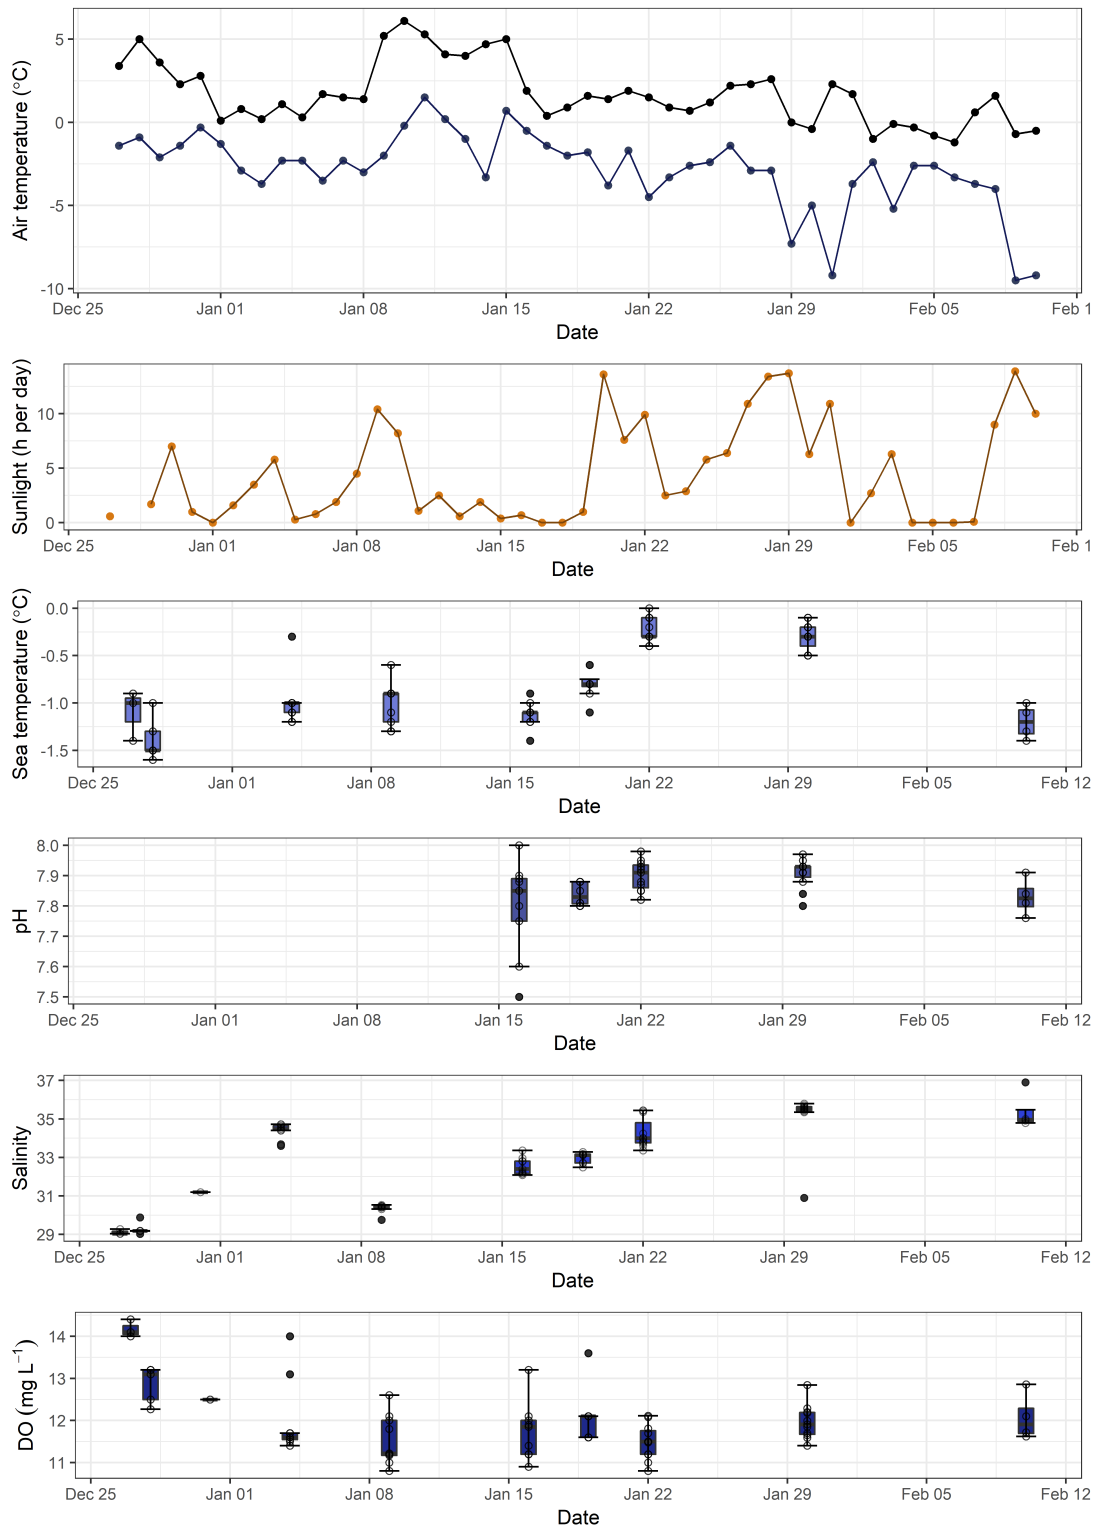 Air temperature (°C)
5
0
-5
-10
Dec 25 Jan 01 Jan 08 Jan 15 Jan 22 Jan 29 Feb 05 Feb 1
Date
Sunlight (h per day)
10
5
0
Dec 25 Jan 01 Jan 08 Jan 15 Jan 22 Jan 29 Feb 05 Feb 1
Date
Sea temperature (°C)
0.0
-0.5
-1.0
-1.5
Dec 25 Jan 01 Jan 08 Jan 15 Jan 22 Jan 29 Feb 05 Feb 12
Date
pH
8.0
7.9
7.8
7.7
7.6
7.5
Dec 25 Jan 01 Jan 08 Jan 15 Jan 22 Jan 29 Feb 05 Feb 12
Date
Salinity
37
35
33
31
29
Dec 25 Jan 01 Jan 08 Jan 15 Jan 22 Jan 29 Feb 05 Feb 12
Date
DO (mg L⁻¹)
14
13
12
11
Dec 25 Jan 01 Jan 08 Jan 15 Jan 22 Jan 29 Feb 05 Feb 12
Date